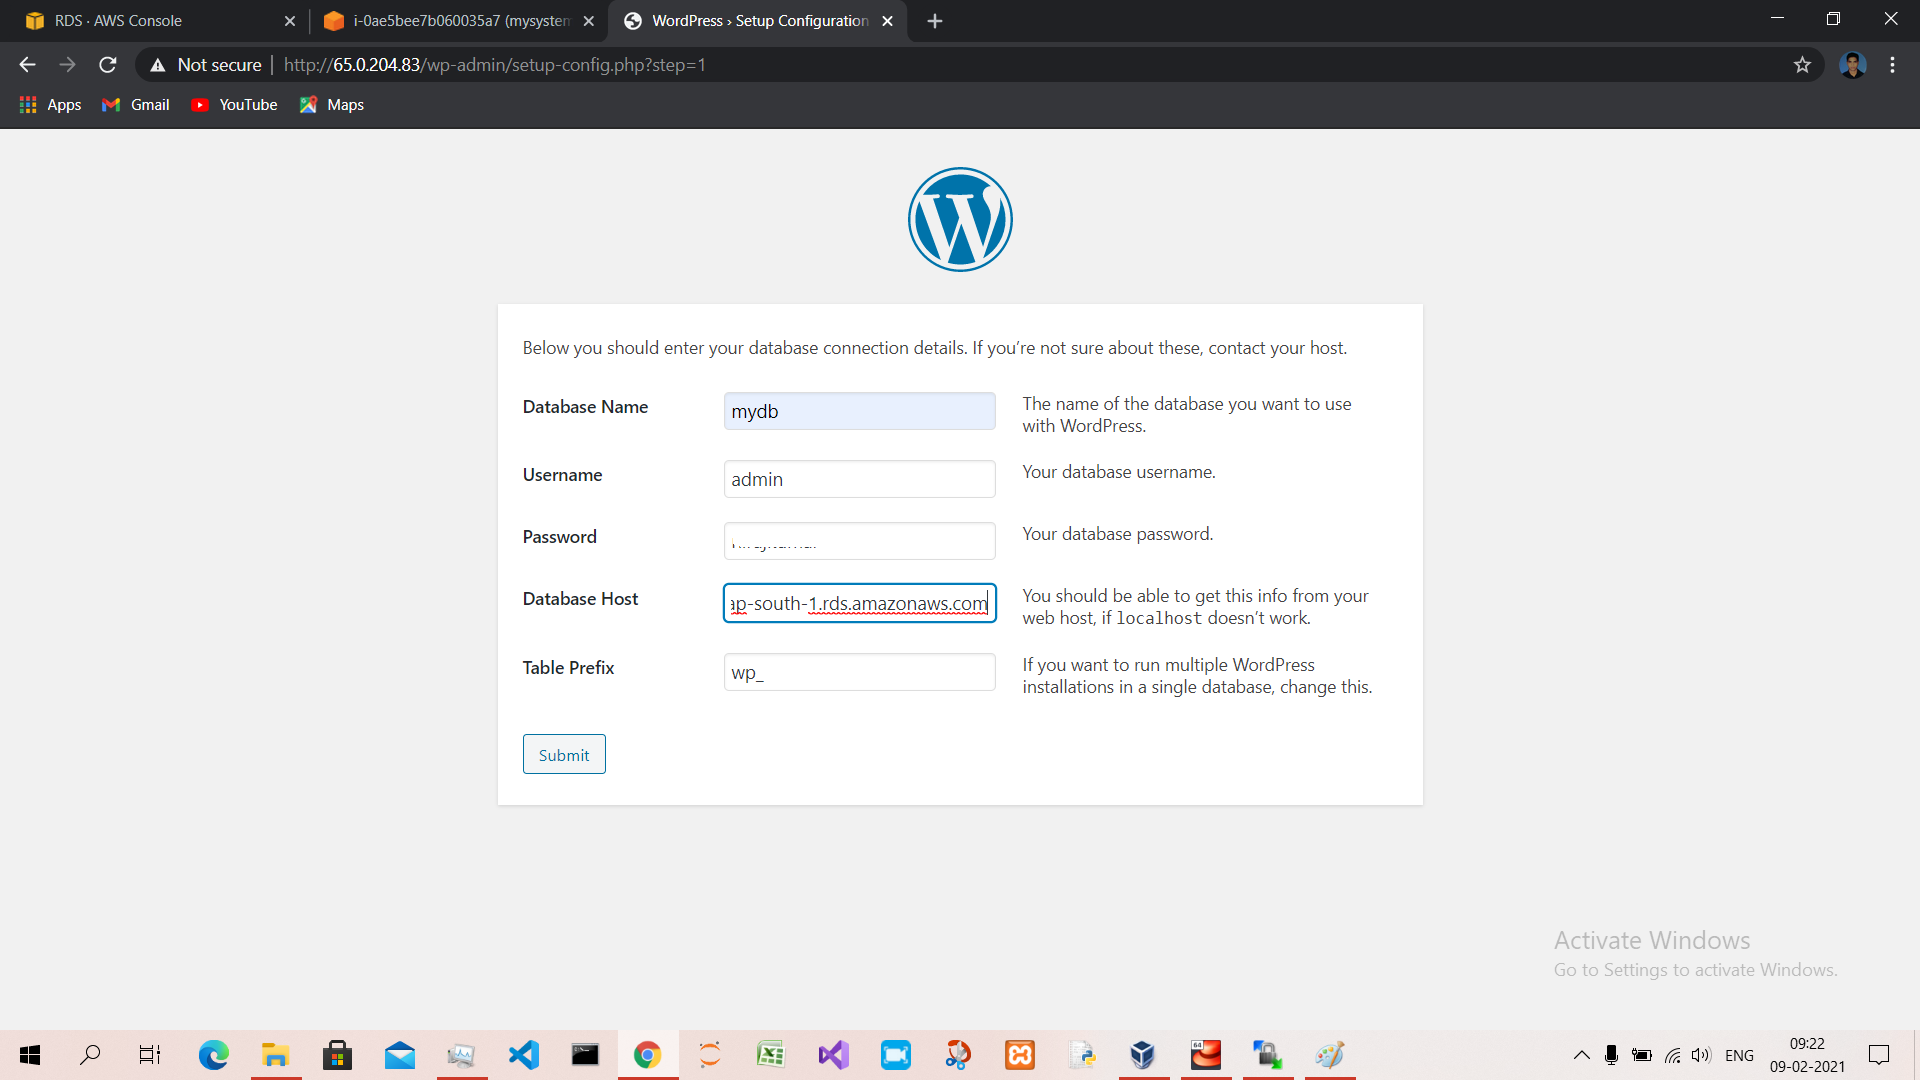 RDS · AWS Console
i-0ae5bee7b060035a7 (mysystem
WordPress › Setup Configuration
Not secure
http://65.0.204.83/wp-admin/setup-config.php?step=1
Apps
Gmail
YouTube
Maps
W
Below you should enter your database connection details. If you’re not sure about these, contact your host.
Database Name
mydb
The name of the database you want to use
with WordPress.
Username
admin
Your database username.
Password
Your database password.
Database Host
ap-south-1.rds.amazonaws.com
You should be able to get this info from your
web host, if localhost doesn’t work.
Table Prefix
wp_
If you want to run multiple WordPress
installations in a single database, change this.
Submit
Activate Windows
Go to Settings to activate Windows.
64
ENG
09:22
09-02-2021